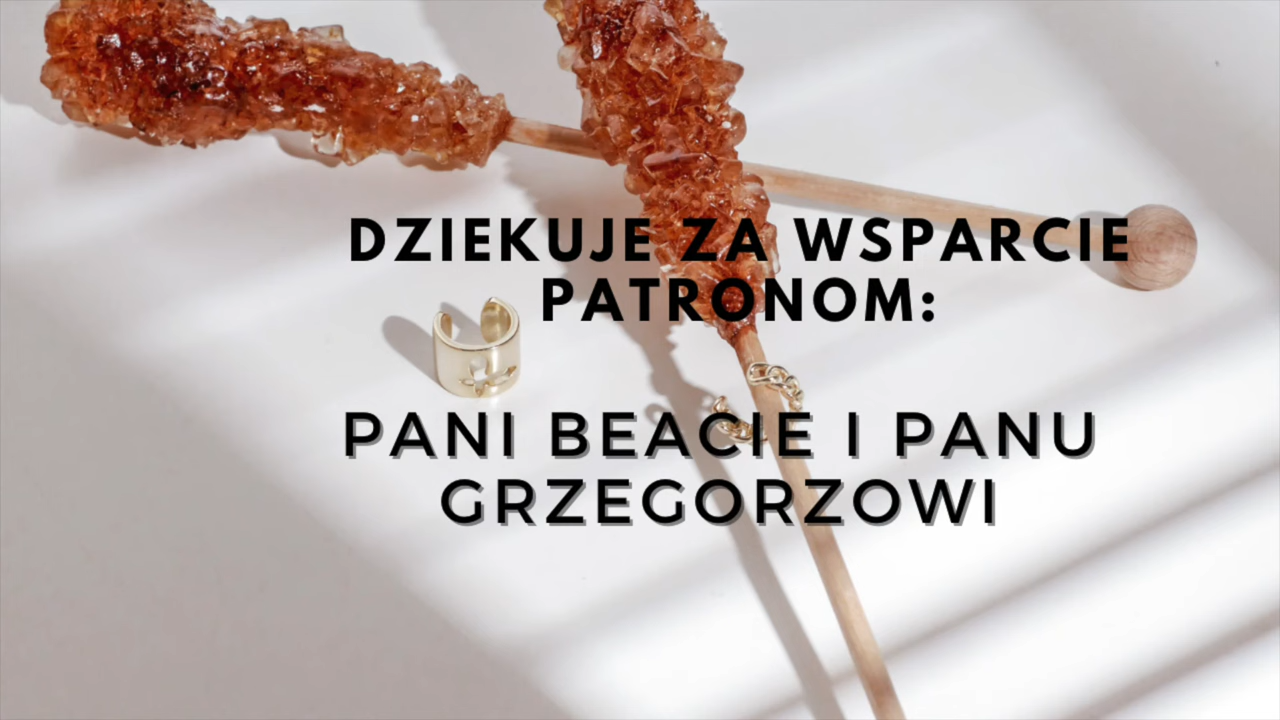 DZIEKUJE ZA WSPARCIE
PATRONOM:
PANI BEACIE I PANU
GRZEGORZOWI